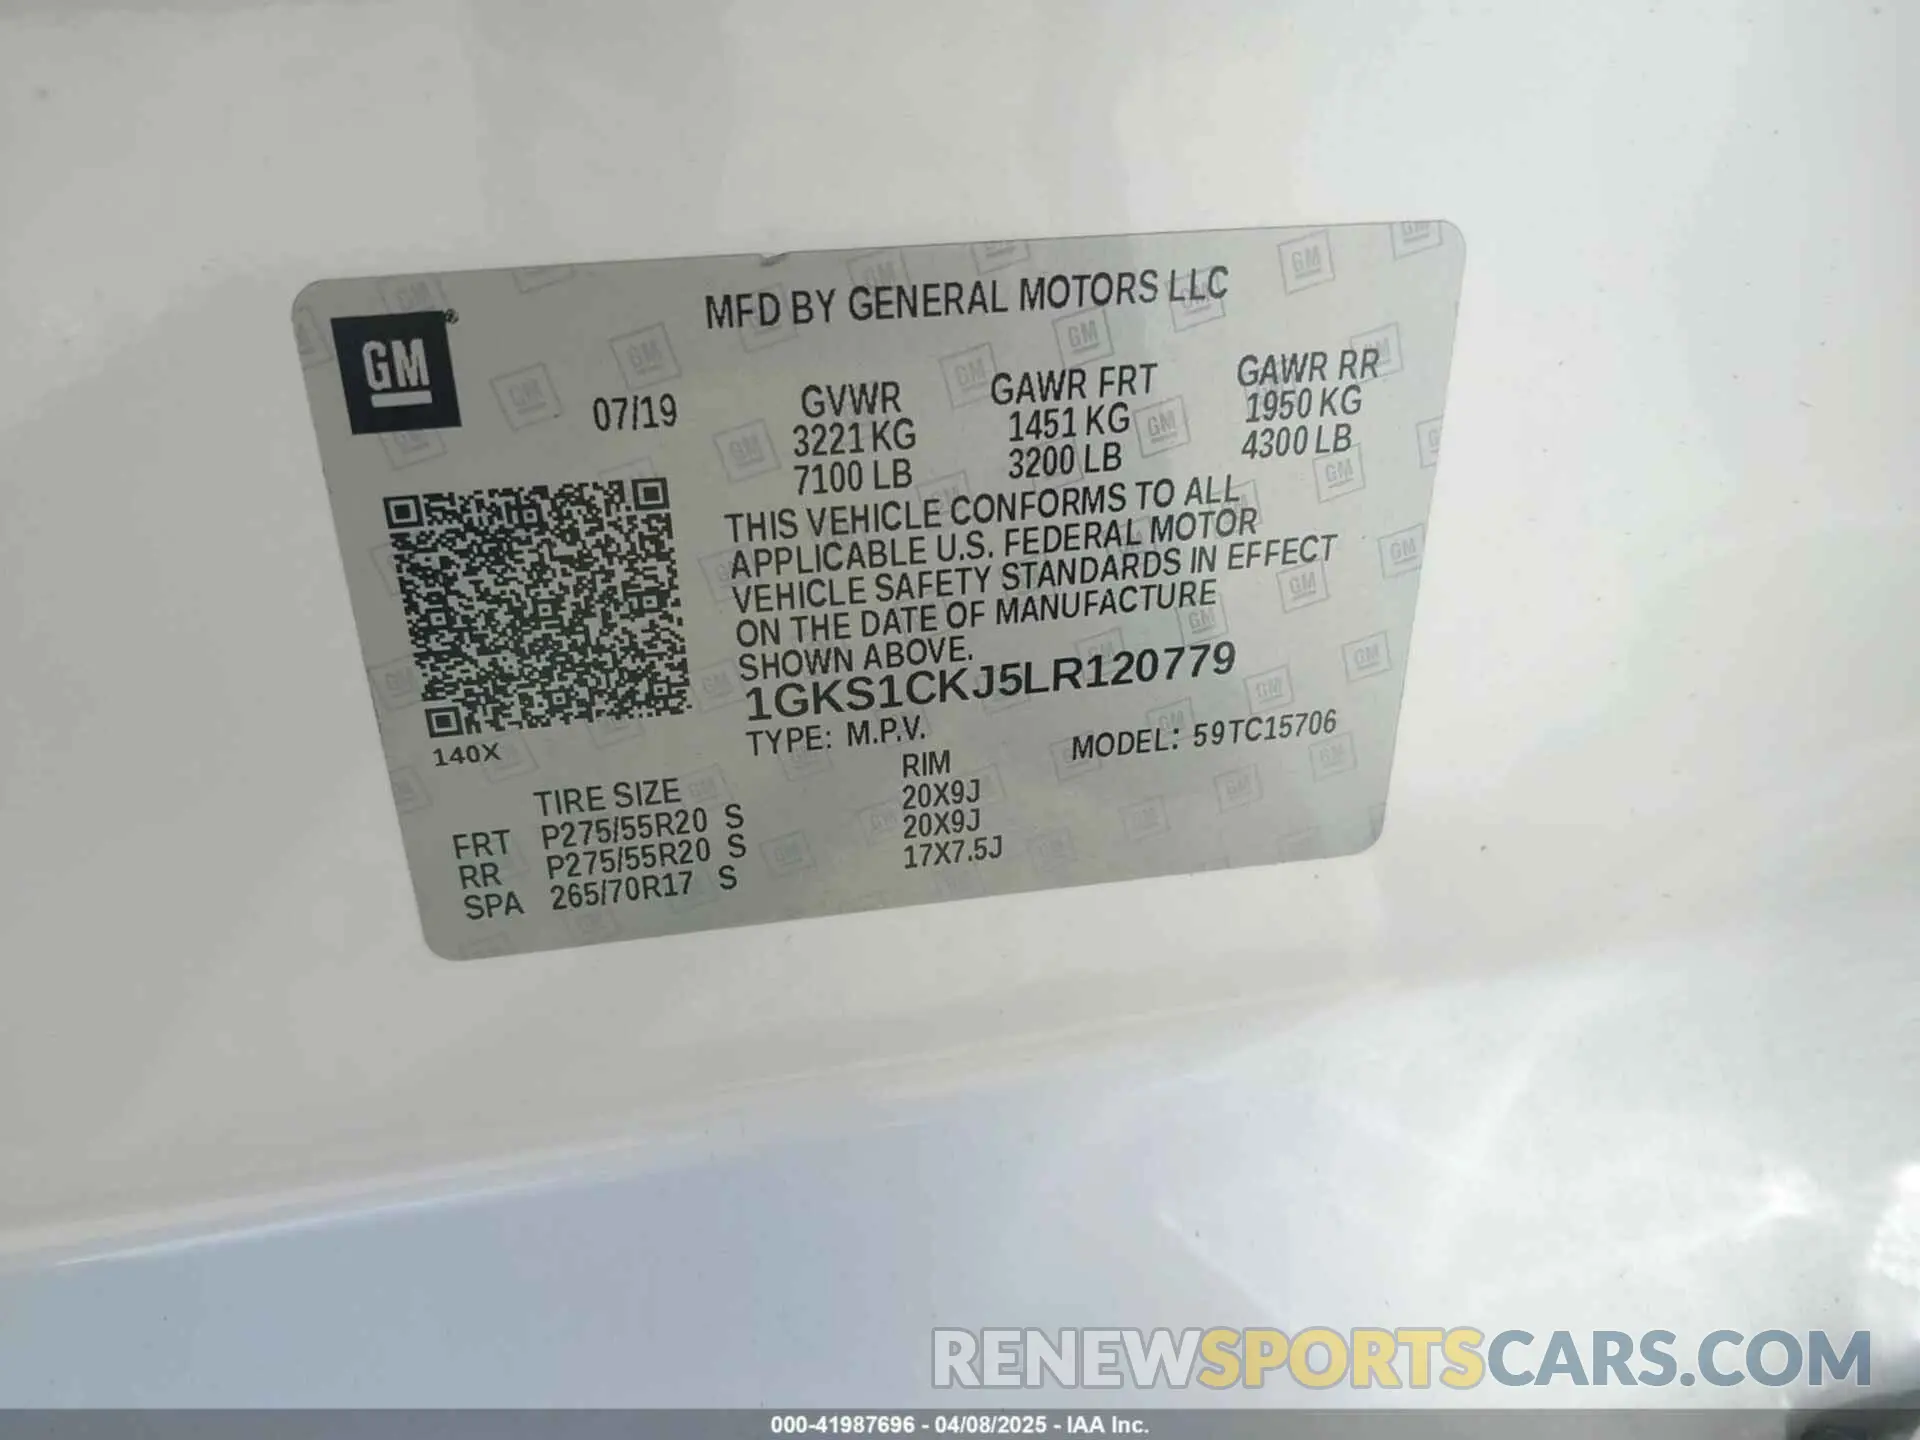 MFD BY GENERAL MOTORS LLC
GM®
07/19
GVWR GAWR FRT GAWR RR
3221 KG 1451 KG 1950 KG
7100 LB 3200 LB 4300 LB
THIS VEHICLE CONFORMS TO ALL
APPLICABLE U.S. FEDERAL MOTOR
VEHICLE SAFETY STANDARDS IN EFFECT
ON THE DATE OF MANUFACTURE
SHOWN ABOVE.
1GKS1CKJ5LR120779
TYPE: M.P.V. MODEL: 59TC15706
140X
TIRE SIZE RIM
FRT P275/55R20 S 20X9J
RR P275/55R20 S 20X9J
SPA 265/70R17 S 17X7.5J
RENEWSPORTSCARS.COM
000-41987696 - 04/08/2025 - IAA Inc.